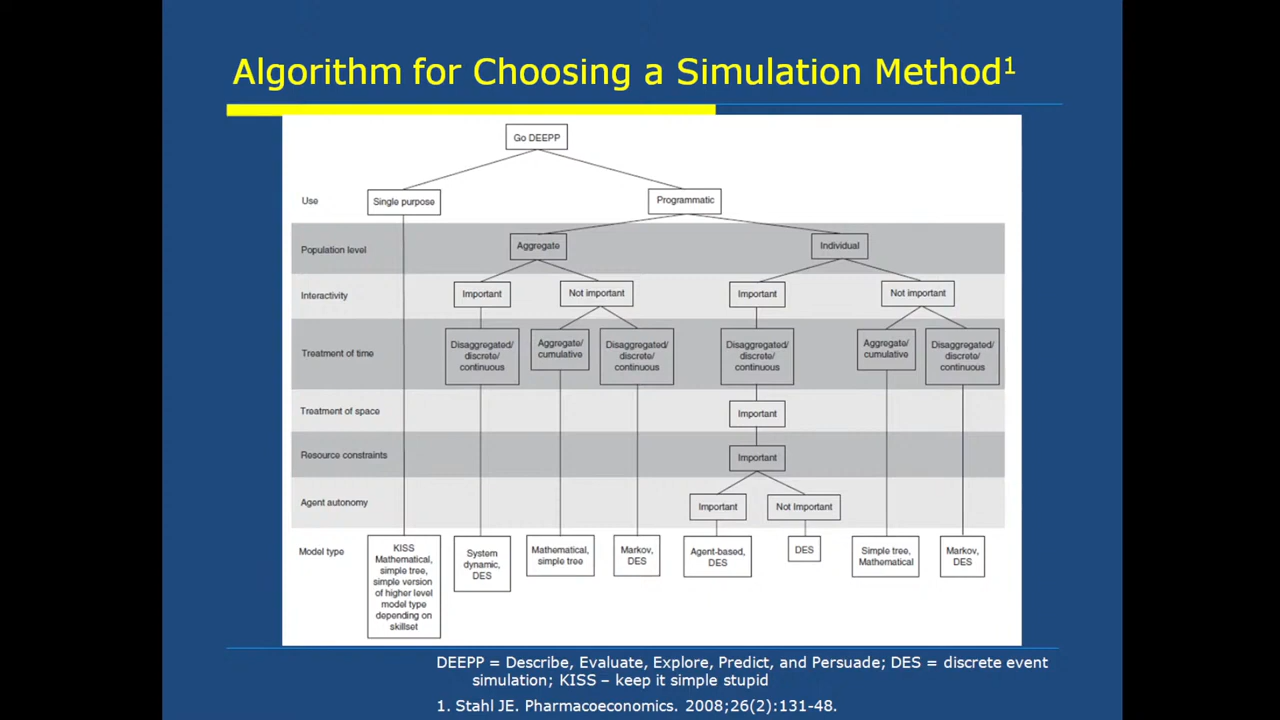 Algorithm for Choosing a Simulation Method1
Go DEEPP
Use
Single purpose
Programmatic
Population level
Aggregate
Individual
Interactivity
Important
Not important
Important
Not important
Treatment of time
Disaggregated/
discrete/
continuous
Aggregate/
cumulative
Disaggregated/
discrete/
continuous
Disaggregated/
discrete/
continuous
Aggregate/
cumulative
Disaggregated/
discrete/
continuous
Treatment of space
Important
Resource constraints
Important
Agent autonomy
Important
Not Important
Model type
KISS
Mathematical,
simple tree,
simple version
of higher level
model type
depending on
skillset
System
dynamic,
DES
Mathematical,
simple tree
Markov,
DES
Agent-based,
DES
DES
Simple tree,
Mathematical
Markov,
DES
DEEPP = Describe, Evaluate, Explore, Predict, and Persuade; DES = discrete event
simulation; KISS – keep it simple stupid
1. Stahl JE. Pharmacoeconomics. 2008;26(2):131-48.